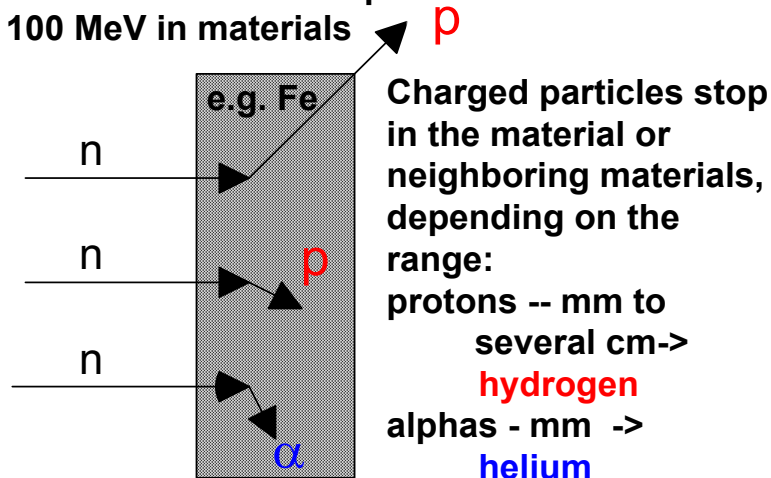 100 MeV in materials
p
e.g. Fe
n
n
p
n
α
Charged particles stop
in the material or
neighboring materials,
depending on the
range:
protons -- mm to
several cm->
hydrogen
alphas - mm ->
helium